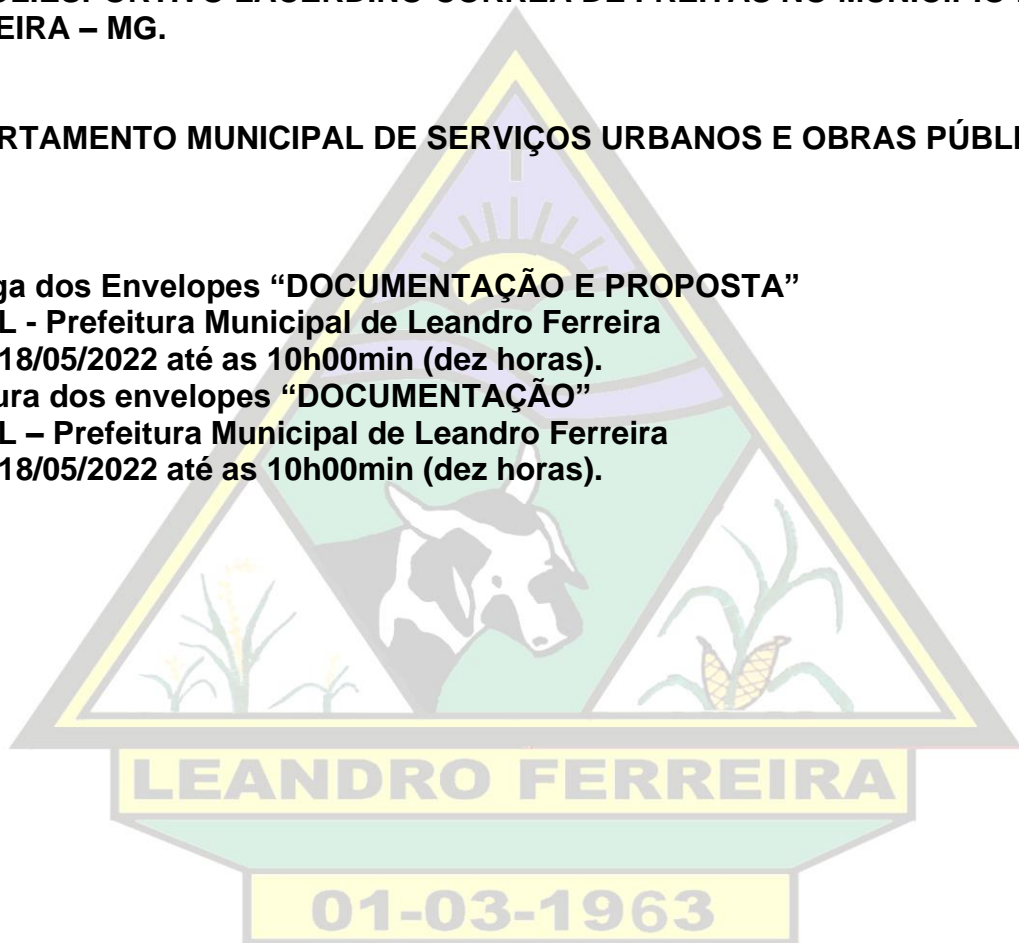 EIRA – MG.
RTAMENTO MUNICIPAL DE SERVIÇOS URBANOS E OBRAS PÚBLI
ga dos Envelopes “DOCUMENTAÇÃO E PROPOSTA”
L - Prefeitura Municipal de Leandro Ferreira
18/05/2022 até as 10h00min (dez horas).
ura dos envelopes “DOCUMENTAÇÃO”
L – Prefeitura Municipal de Leandro Ferreira
18/05/2022 até as 10h00min (dez horas).
LEANDRO FERREIRA
01-03-1963